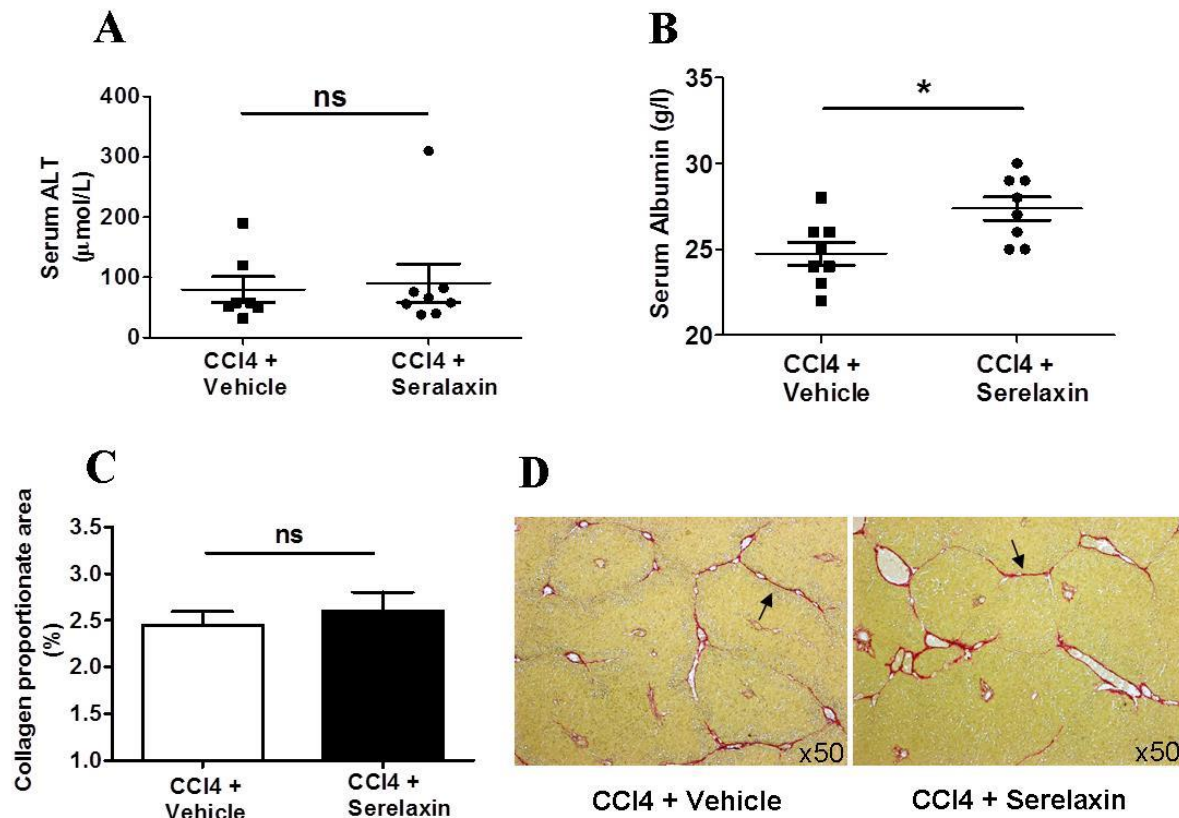 A
ns
400
300
200
100
0
Serum ALT
(µmol/L)
CCl4 +
Vehicle
CCl4 +
Seralaxin
B
*
35
30
25
20
Serum Albumin (g/l)
CCl4 +
Vehicle
CCl4 +
Serelaxin
C
ns
3.5
3.0
2.5
2.0
1.5
1.0
Collagen proportionate area
(%)
CCl4 +
Vehicle
CCl4 +
Serelaxin
D
x50
x50
CCl4 + Vehicle
CCl4 + Serelaxin